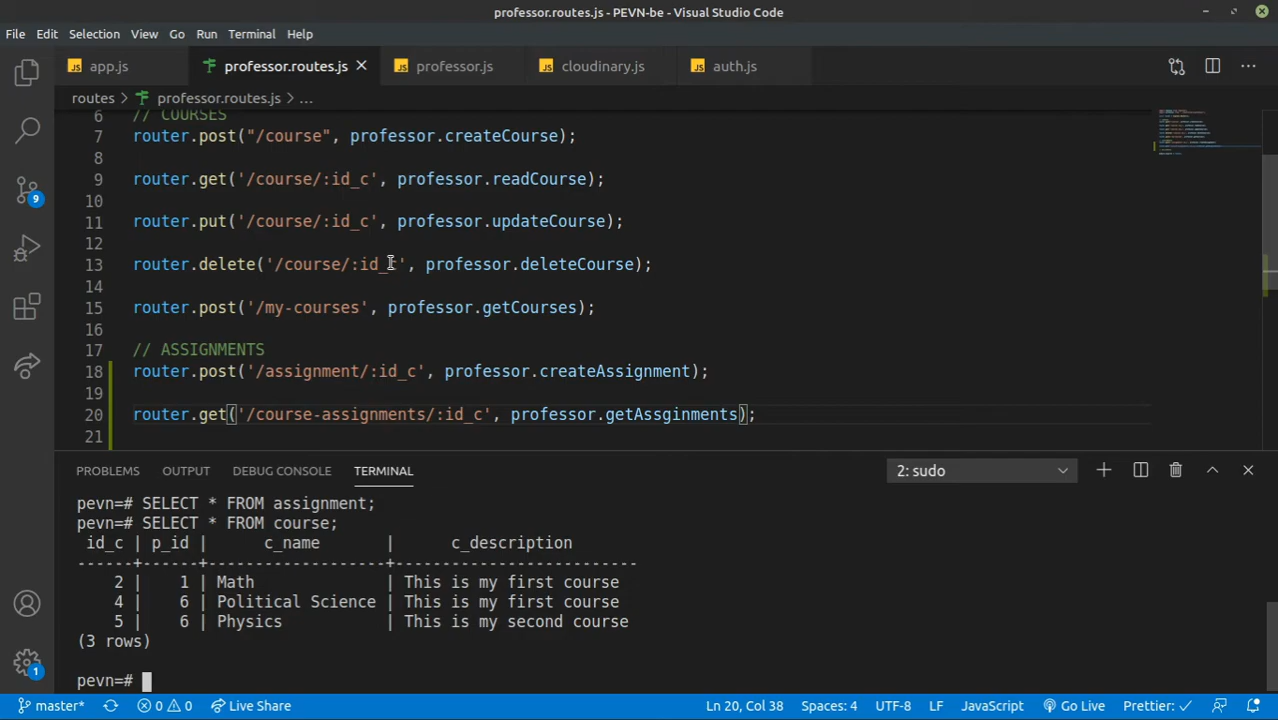 professor.routes.js - PEVN-be - Visual Studio Code
File Edit Selection View Go Run Terminal Help
JS app.js professor.routes.js JS professor.js JS cloudinary.js JS auth.js
routes > professor.routes.js > ...
6 // COURSES
7 router.post("/course", professor.createCourse);
8
9 router.get('/course/:id_c', professor.readCourse);
10
11 router.put('/course/:id_c', professor.updateCourse);
12
13 router.delete('/course/:id_c', professor.deleteCourse);
14
15 router.post('/my-courses', professor.getCourses);
16
17 // ASSIGNMENTS
18 router.post('/assignment/:id_c', professor.createAssignment);
19
20 router.get('/course-assignments/:id_c', professor.getAssginments);
21
9
PROBLEMS OUTPUT DEBUG CONSOLE TERMINAL 2: sudo
pevn=# SELECT * FROM assignment;
pevn=# SELECT * FROM course;
id_c | p_id | c_name | c_description
------+------+-------------------+-------------------------
2 | 1 | Math | This is my first course
4 | 6 | Political Science | This is my first course
5 | 6 | Physics | This is my second course
(3 rows)
pevn=#
1
master* 0 0 Live Share Ln 20, Col 38 Spaces: 4 UTF-8 LF JavaScript Go Live Prettier: ✓